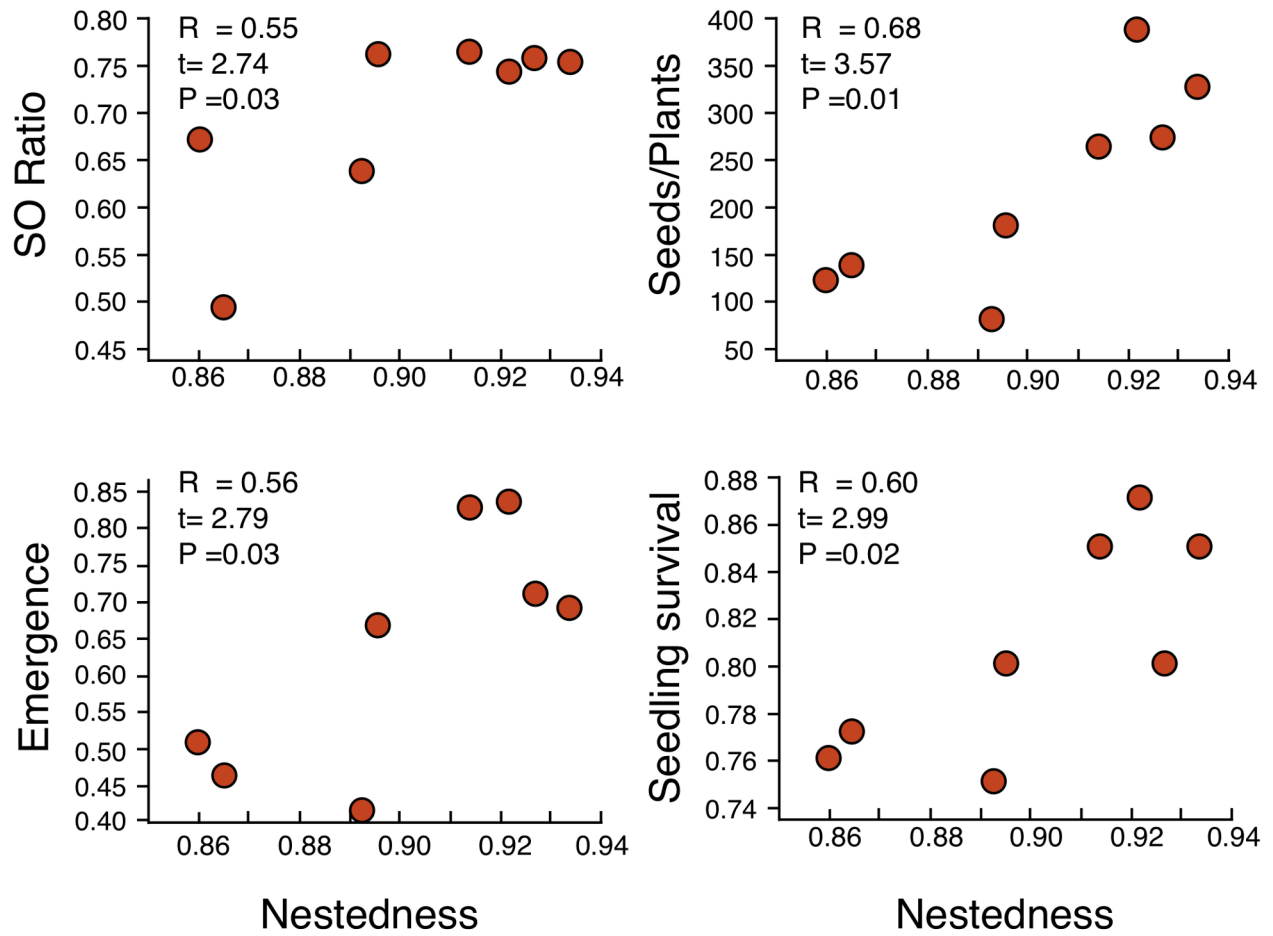 SO Ratio
R = 0.55
t= 2.74
P =0.03
0.80
0.75
0.70
0.65
0.60
0.55
0.50
0.45
0.86 0.88 0.90 0.92 0.94
Seeds/Plants
R = 0.68
t= 3.57
P =0.01
400
350
300
250
200
150
100
50
0.86 0.88 0.90 0.92 0.94
Emergence
R = 0.56
t= 2.79
P =0.03
0.85
0.80
0.75
0.70
0.65
0.60
0.55
0.50
0.45
0.40
0.86 0.88 0.90 0.92 0.94
Nestedness
Seedling survival
R = 0.60
t= 2.99
P =0.02
0.88
0.86
0.84
0.82
0.80
0.78
0.76
0.74
0.86 0.88 0.90 0.92 0.94
Nestedness